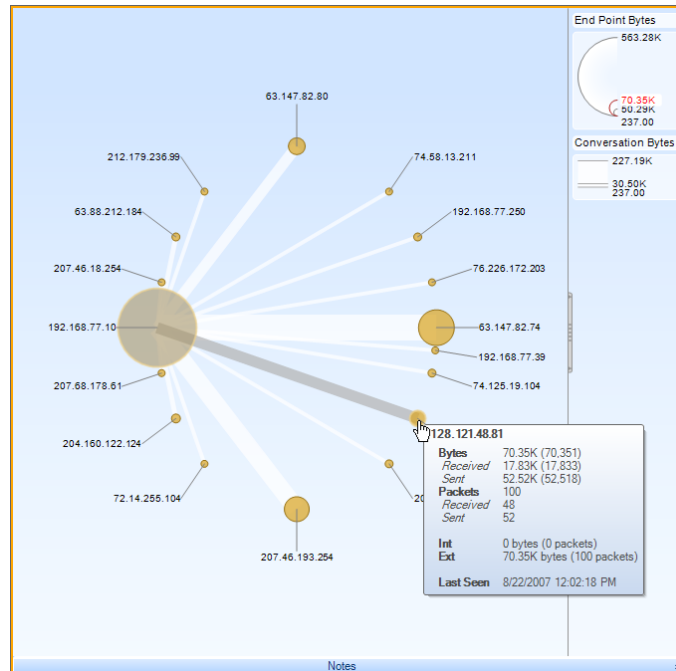 End Point Bytes
563.28K
70.35K
50.29K
237.00
Conversation Bytes
227.19K
30.50K
237.00
63.147.82.80
212.179.236.99
74.58.13.211
63.88.212.184
192.168.77.250
207.46.18.254
76.226.172.203
192.168.77.10
63.147.82.74
192.168.77.39
207.68.178.61
74.125.19.104
204.160.122.124
72.14.255.104
20
207.46.193.254
128.121.48.81
Bytes 70.35K (70,351)
Received 17.83K (17,833)
Sent 52.52K (52,518)
Packets 100
Received 48
Sent 52
Int 0 bytes (0 packets)
Ext 70.35K bytes (100 packets)
Last Seen 8/22/2007 12:02:18 PM
Notes